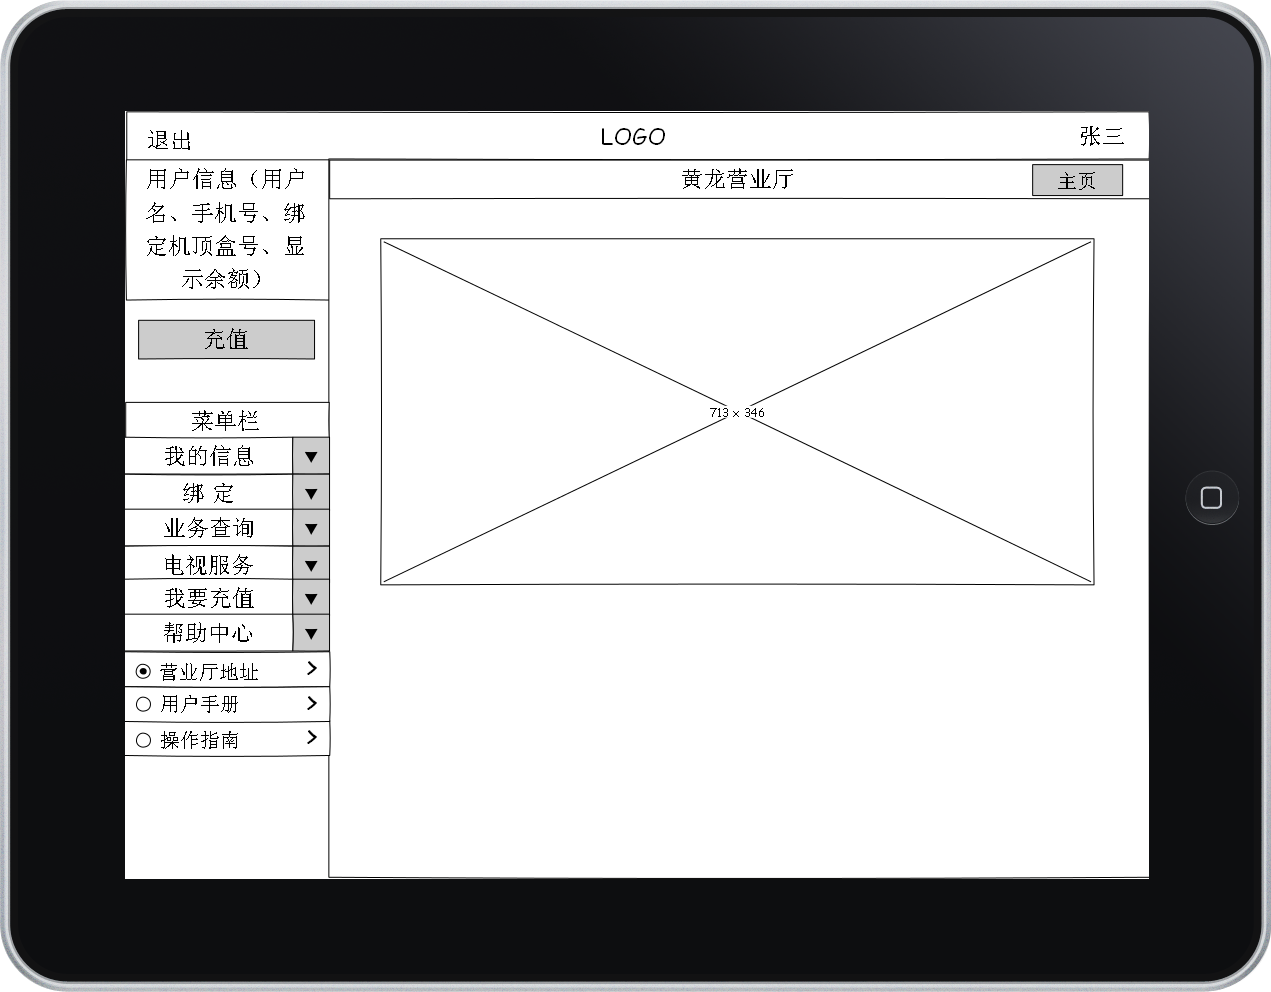 退出
LOGO
张三
用户信息（用户
名、手机号、绑
定机顶盒号、显
示余额）
充值
菜单栏
我的信息
绑 定
业务查询
电视服务
我要充值
帮助中心
营业厅地址
用户手册
操作指南
黄龙营业厅
主页
713 x 346